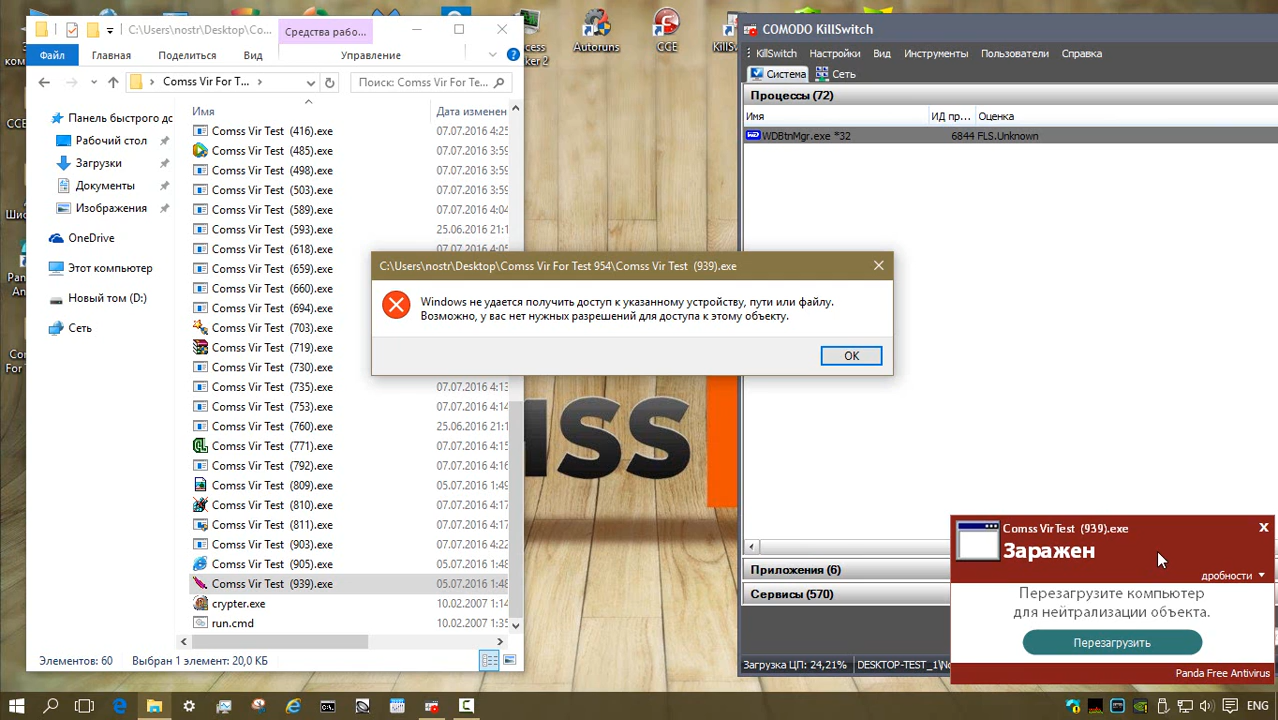 C:\Users\nostr\Desktop\Co...
Средства рабо...
Файл
Главная
Поделиться
Вид
Управление
Comss Vir For T...
Поиск: Comss Vir For Te...
Панель быстрого до
Рабочий стол
Загрузки
Документы
Изображения
OneDrive
Этот компьютер
Новый том (D:)
Сеть
Имя
Дата изменен
Comss Vir Test (416).exe 07.07.2016 4:25
Comss Vir Test (485).exe 07.07.2016 3:59
Comss Vir Test (498).exe 07.07.2016 3:59
Comss Vir Test (503).exe 07.07.2016 3:59
Comss Vir Test (589).exe 07.07.2016 4:04
Comss Vir Test (593).exe 25.06.2016 21:1
Comss Vir Test (618).exe 07.07.2016 4:05
Comss Vir Test (659).exe
Comss Vir Test (660).exe
Comss Vir Test (694).exe
Comss Vir Test (703).exe
Comss Vir Test (719).exe
Comss Vir Test (730).exe
Comss Vir Test (735).exe 07.07.2016 4:13
Comss Vir Test (753).exe 07.07.2016 4:14
Comss Vir Test (760).exe 25.06.2016 21:1
Comss Vir Test (771).exe 07.07.2016 4:15
Comss Vir Test (792).exe 07.07.2016 4:16
Comss Vir Test (809).exe 05.07.2016 1:49
Comss Vir Test (810).exe 07.07.2016 4:17
Comss Vir Test (811).exe 07.07.2016 4:17
Comss Vir Test (903).exe 07.07.2016 4:22
Comss Vir Test (905).exe 05.07.2016 1:48
Comss Vir Test (939).exe 05.07.2016 1:48
crypter.exe 10.02.2007 1:14
run.cmd 10.02.2007 1:35
Элементов: 60
Выбран 1 элемент: 20,0 КБ
Autoruns
CCE
COMODO KillSwitch
KillSwitch
Настройки
Вид
Инструменты
Пользователи
Справка
Система
Сеть
Процессы (72)
Имя
ИД пр...
Оценка
WDBtnMgr.exe *32
6844 FLS.Unknown
Приложения (6)
Сервисы (570)
Загрузка ЦП: 24,21%
DESKTOP-TEST_1\No
C:\Users\nostr\Desktop\Comss Vir For Test 954\Comss Vir Test (939).exe
Windows не удается получить доступ к указанному устройству, пути или файлу.
Возможно, у вас нет нужных разрешений для доступа к этому объекту.
OK
Comss Vir Test (939).exe
Заражен
дробности
Перезагрузите компьютер
для нейтрализации объекта.
Перезагрузить
Panda Free Antivirus
ENG